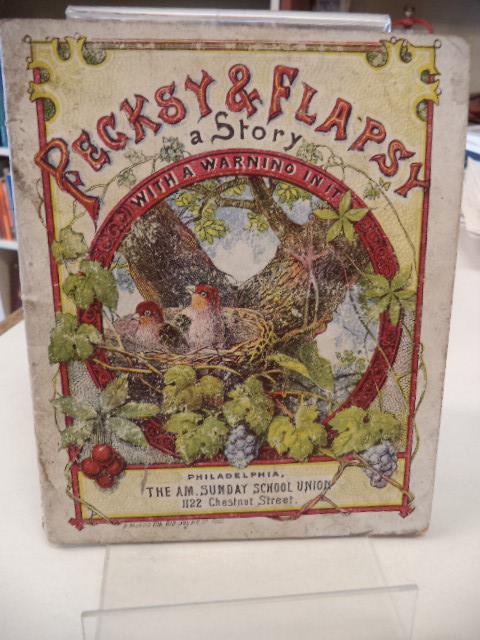 PECKSY & FLAPSY
a Story
WITH A WARNING IN IT
PHILADELPHIA,
THE AM. SUNDAY SCHOOL UNION
1122 Chestnut Street.